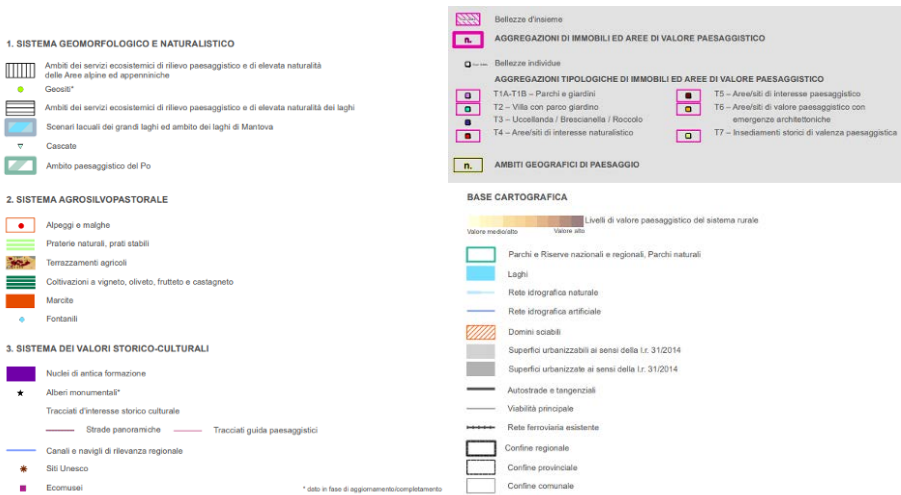 1. SISTEMA GEOMORFOLOGICO E NATURALISTICO
Ambiti dei servizi ecosistemici di rilievo paesaggistico e di elevata naturalità
delle Aree alpine ed appenniniche
Geositi*
Ambiti dei servizi ecosistemici di rilievo paesaggistico e di elevata naturalità dei laghi
Scenari lacuali dei grandi laghi ed ambito dei laghi di Mantova
Cascate
Ambito paesaggistico del Po
2. SISTEMA AGROSILVOPASTORALE
Alpeggi e malghe
Praterie naturali, prati stabili
Terrazzamenti agricoli
Coltivazioni a vigneto, oliveto, frutteto e castagneto
Marcite
Fontanili
3. SISTEMA DEI VALORI STORICO-CULTURALI
Nuclei di antica formazione
Alberi monumentali*
Tracciati d'interesse storico culturale
Strade panoramiche
Tracciati guida paesaggistici
Canali e navigli di rilevanza regionale
Siti Unesco
Ecomusei
* dato in fase di aggiornamento/completamento
Bellezze d'insieme
n. AGGREGAZIONI DI IMMOBILI ED AREE DI VALORE PAESAGGISTICO
Bellezze individue
AGGREGAZIONI TIPOLOGICHE DI IMMOBILI ED AREE DI VALORE PAESAGGISTICO
T1A-T1B – Parchi e giardini
T2 – Villa con parco giardino
T3 – Uccellanda / Brescianella / Roccolo
T4 – Aree/siti di interesse naturalistico
T5 – Aree/siti di interesse paesaggistico
T6 – Aree/siti di valore paesaggistico con
emergenze architettoniche
T7 – Insediamenti storici di valenza paesaggistica
n. AMBITI GEOGRAFICI DI PAESAGGIO
BASE CARTOGRAFICA
Livelli di valore paesaggistico del sistema rurale
Valore medio/alto Valore alto
Parchi e Riserve nazionali e regionali, Parchi naturali
Laghi
Rete idrografica naturale
Rete idrografica artificiale
Domini sciabili
Superfici urbanizzabili ai sensi della l.r. 31/2014
Superfici urbanizzate ai sensi della l.r. 31/2014
Autostrade e tangenziali
Viabilità principale
Rete ferroviaria esistente
Confine regionale
Confine provinciale
Confine comunale